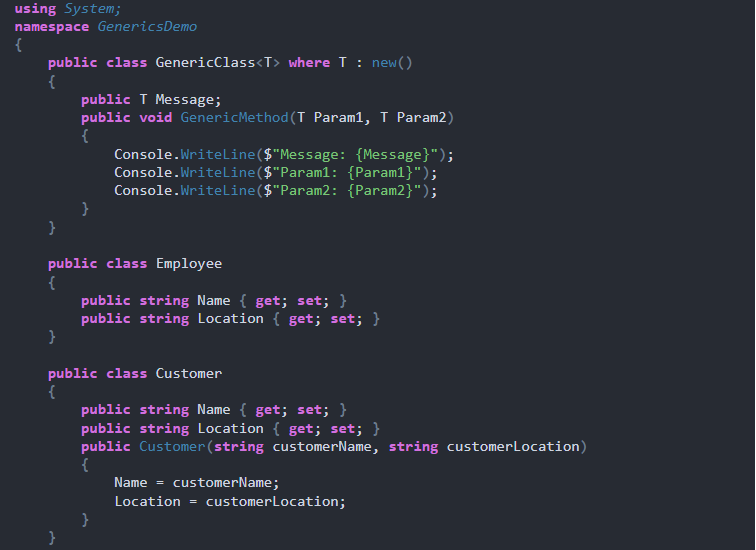 using System;
namespace GenericsDemo
{
    public class GenericClass<T> where T : new()
    {
        public T Message;
        public void GenericMethod(T Param1, T Param2)
        {
            Console.WriteLine($"Message: {Message}");
            Console.WriteLine($"Param1: {Param1}");
            Console.WriteLine($"Param2: {Param2}");
        }
    }

    public class Employee
    {
        public string Name { get; set; }
        public string Location { get; set; }
    }

    public class Customer
    {
        public string Name { get; set; }
        public string Location { get; set; }
        public Customer(string customerName, string customerLocation)
        {
            Name = customerName;
            Location = customerLocation;
        }
    }